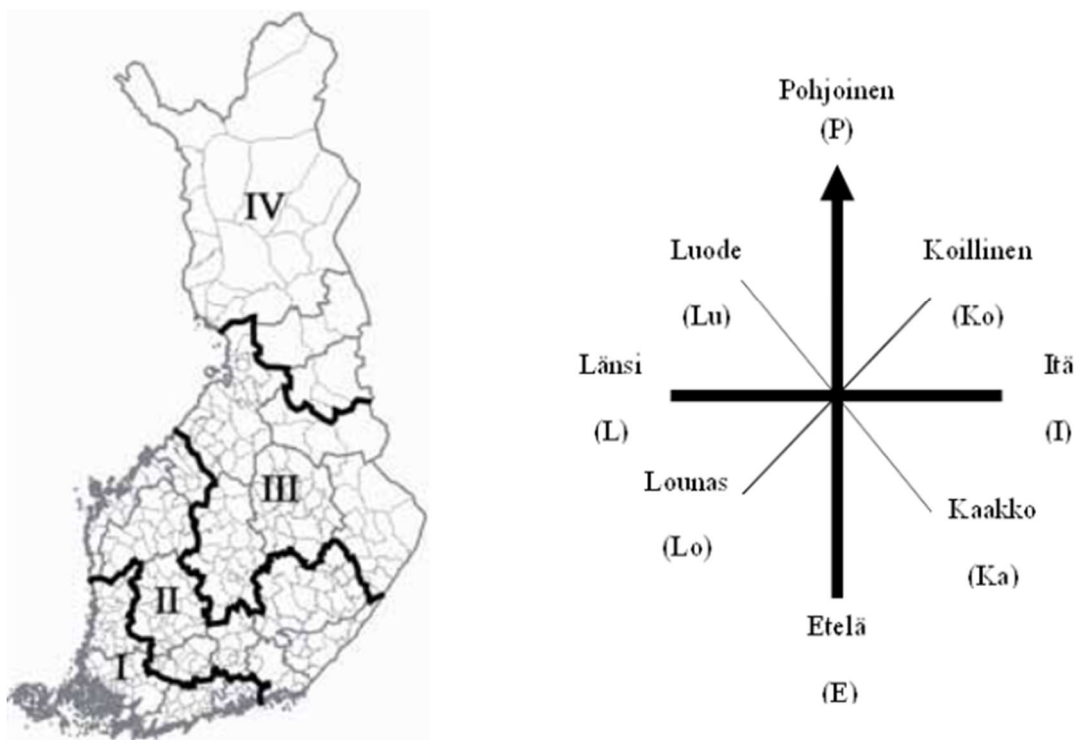 IV
III
II
I
Pohjoinen
(P)
Luode
(Lu)
Koillinen
(Ko)
Länsi
(L)
Itä
(I)
Lounas
(Lo)
Kaakko
(Ka)
Etelä
(E)